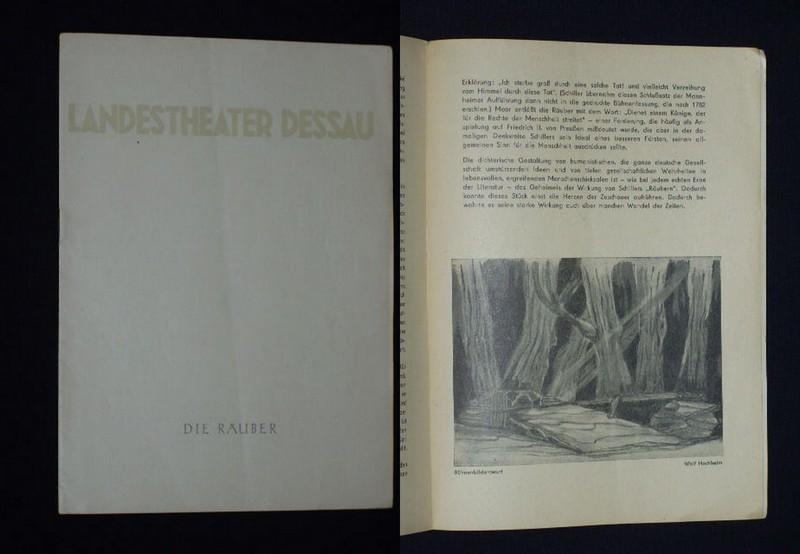 LANDESTHEATER DESSAU
DIE RÄUBER
Erklärung: „Ich sterbe groß durch eine solche Tat! und vielleicht Verzeihung
vom Himmel durch diese Tat“. (Schiller übernahm diesen Schlußsatz der Mann-
heimer Aufführung dann nicht in die gedruckte Bühnenfassung, die nach 1782
erschien.) Moor entläßt die Räuber mit dem Wort: „Dienet einem Könige, der
für die Rechte der Menschheit streitet“ – einer Forderung, die häufig als An-
spielung auf Friedrich II. von Preußen mißdeutet wurde, die aber in der da-
maligen Denkweise Schillers sein Ideal eines besseren Fürsten, seinen all-
gemeinen Sinn für die Menschheit ausdrücken sollte.
Die dichterische Gestaltung von humanistischen, die ganze deutsche Gesell-
schaft umstürzenden Ideen und von tiefen gesellschaftlichen Wahrheiten in
lebensvollen, ergreifenden Menschenschicksalen ist – wie bei jedem echten Erbe
der Literatur – das Geheimnis der Wirkung von Schillers „Räubern“. Dadurch
konnte dieses Stück einst die Herzen der Zuschauer aufrühren. Dadurch be-
wahrte es seine starke Wirkung auch über manchen Wandel der Zeiten.
Bühnenbildentwurf
Wolf Hochheim